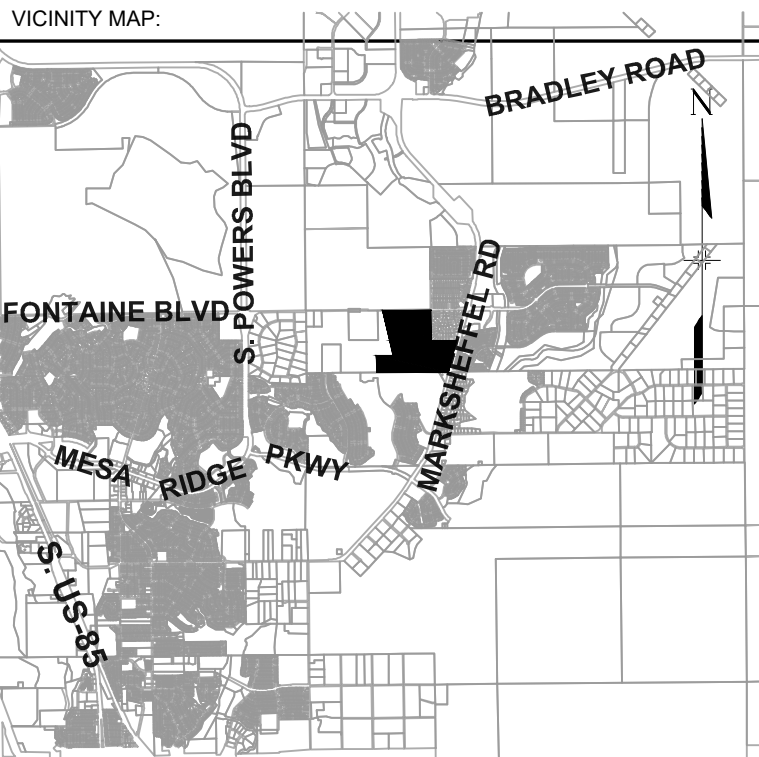 VICINITY MAP:
BRADLEY ROAD
N
S. POWERS BLVD
MARKSHEFFEL RD
FONTAINE BLVD
MESA RIDGE PKWY
S. US-85